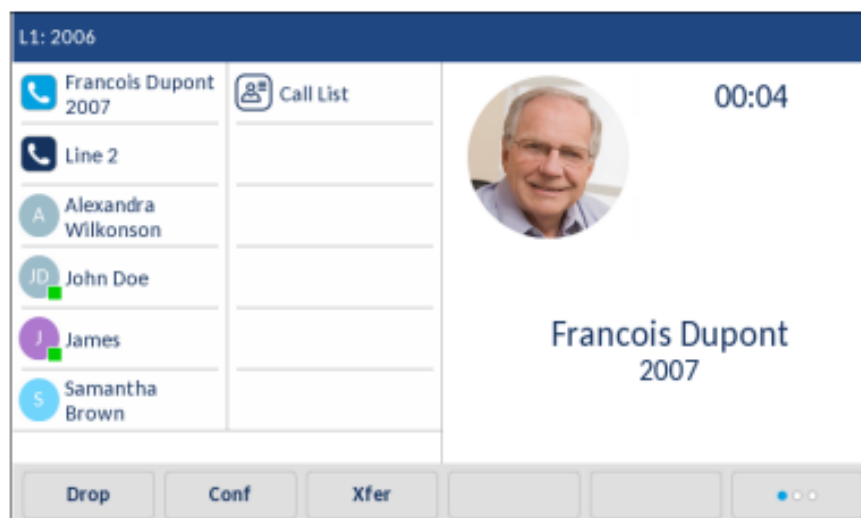 L1: 2006
Francois Dupont
2007
Line 2
A
Alexandra
Wilkonson
JD
John Doe
J
James
S
Samantha
Brown
Call List
00:04
Francois Dupont
2007
Drop
Conf
Xfer